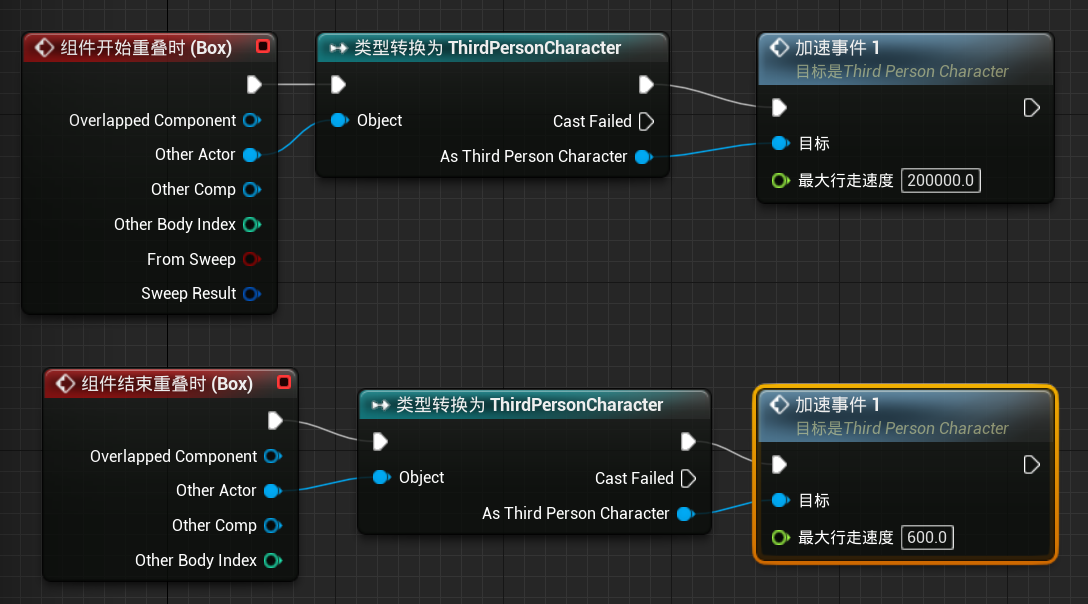 组件开始重叠时 (Box)
Overlapped Component
Other Actor
Other Comp
Other Body Index
From Sweep
Sweep Result
类型转换为 ThirdPersonCharacter
Object
Cast Failed
As Third Person Character
加速事件 1
目标是Third Person Character
目标
最大行走速度 200000.0
组件结束重叠时 (Box)
Overlapped Component
Other Actor
Other Comp
Other Body Index
类型转换为 ThirdPersonCharacter
Object
Cast Failed
As Third Person Character
加速事件 1
目标是Third Person Character
目标
最大行走速度 600.0